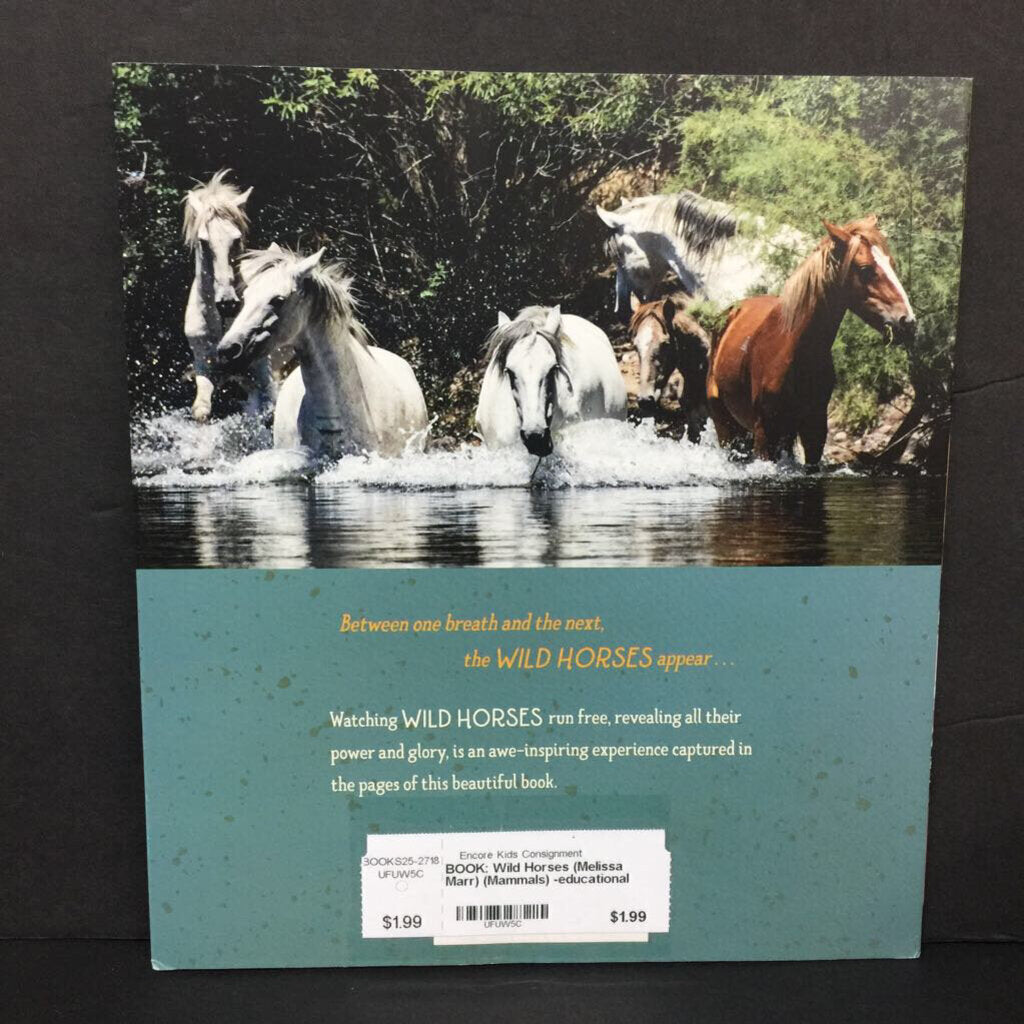 Between one breath and the next,
the WILD HORSES appear...
Watching WILD HORSES run free, revealing all their
power and glory, is an awe-inspiring experience captured in
the pages of this beautiful book.
BOOKS25-2718
UFUW5C
$1.99
Encore Kids Consignment
BOOK: Wild Horses (Melissa
Marr) (Mammals) -educational
UFUW5C
$1.99